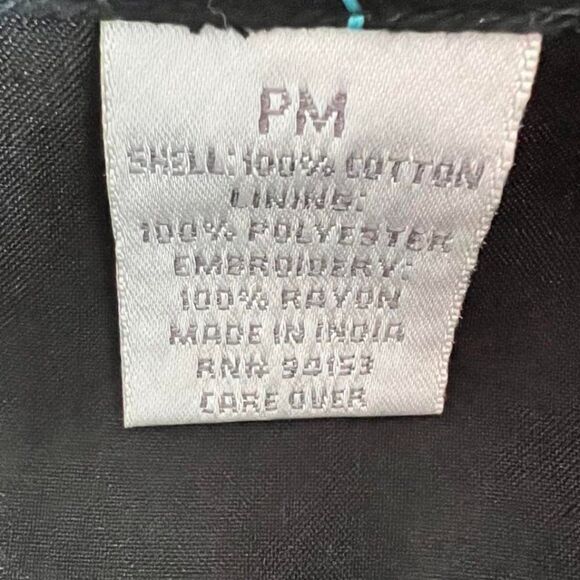 PM
SHELL: 100% COTTON
LINING:
100% POLYESTER
EMBROIDERY:
100% RAYON
MADE IN INDIA
RN# 94153
CARE OVER